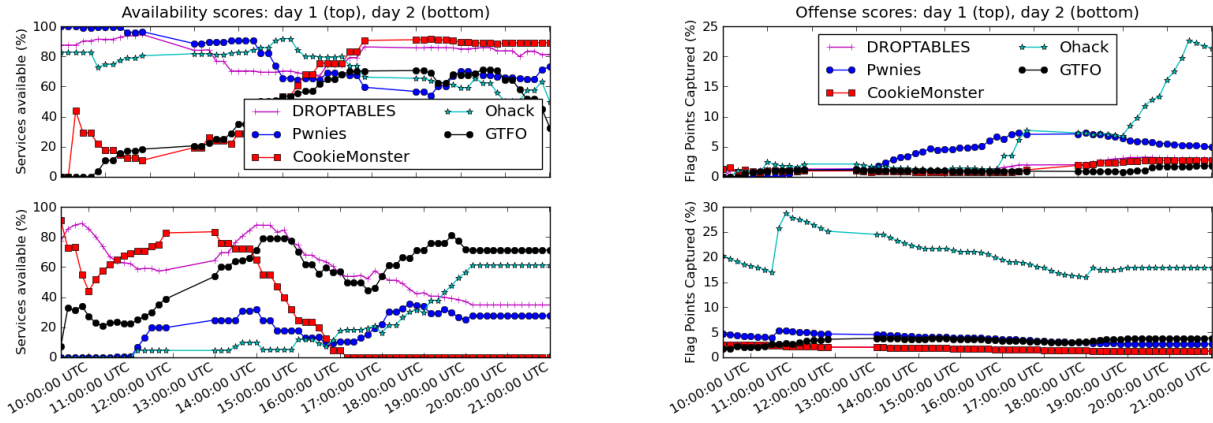 Availability scores: day 1 (top), day 2 (bottom)
Services available (%)
100
80
60
40
20
0
DROPTABLES
Pwnies
CookieMonster
Ohack
GTFO
Services available (%)
100
80
60
40
20
0
10:00:00 UTC
11:00:00 UTC
12:00:00 UTC
13:00:00 UTC
14:00:00 UTC
15:00:00 UTC
16:00:00 UTC
17:00:00 UTC
18:00:00 UTC
19:00:00 UTC
20:00:00 UTC
21:00:00 UTC
Offense scores: day 1 (top), day 2 (bottom)
Flag Points Captured (%)
25
20
15
10
5
0
DROPTABLES
Pwnies
CookieMonster
Ohack
GTFO
Flag Points Captured (%)
30
25
20
15
10
5
0
10:00:00 UTC
11:00:00 UTC
12:00:00 UTC
13:00:00 UTC
14:00:00 UTC
15:00:00 UTC
16:00:00 UTC
17:00:00 UTC
18:00:00 UTC
19:00:00 UTC
20:00:00 UTC
21:00:00 UTC